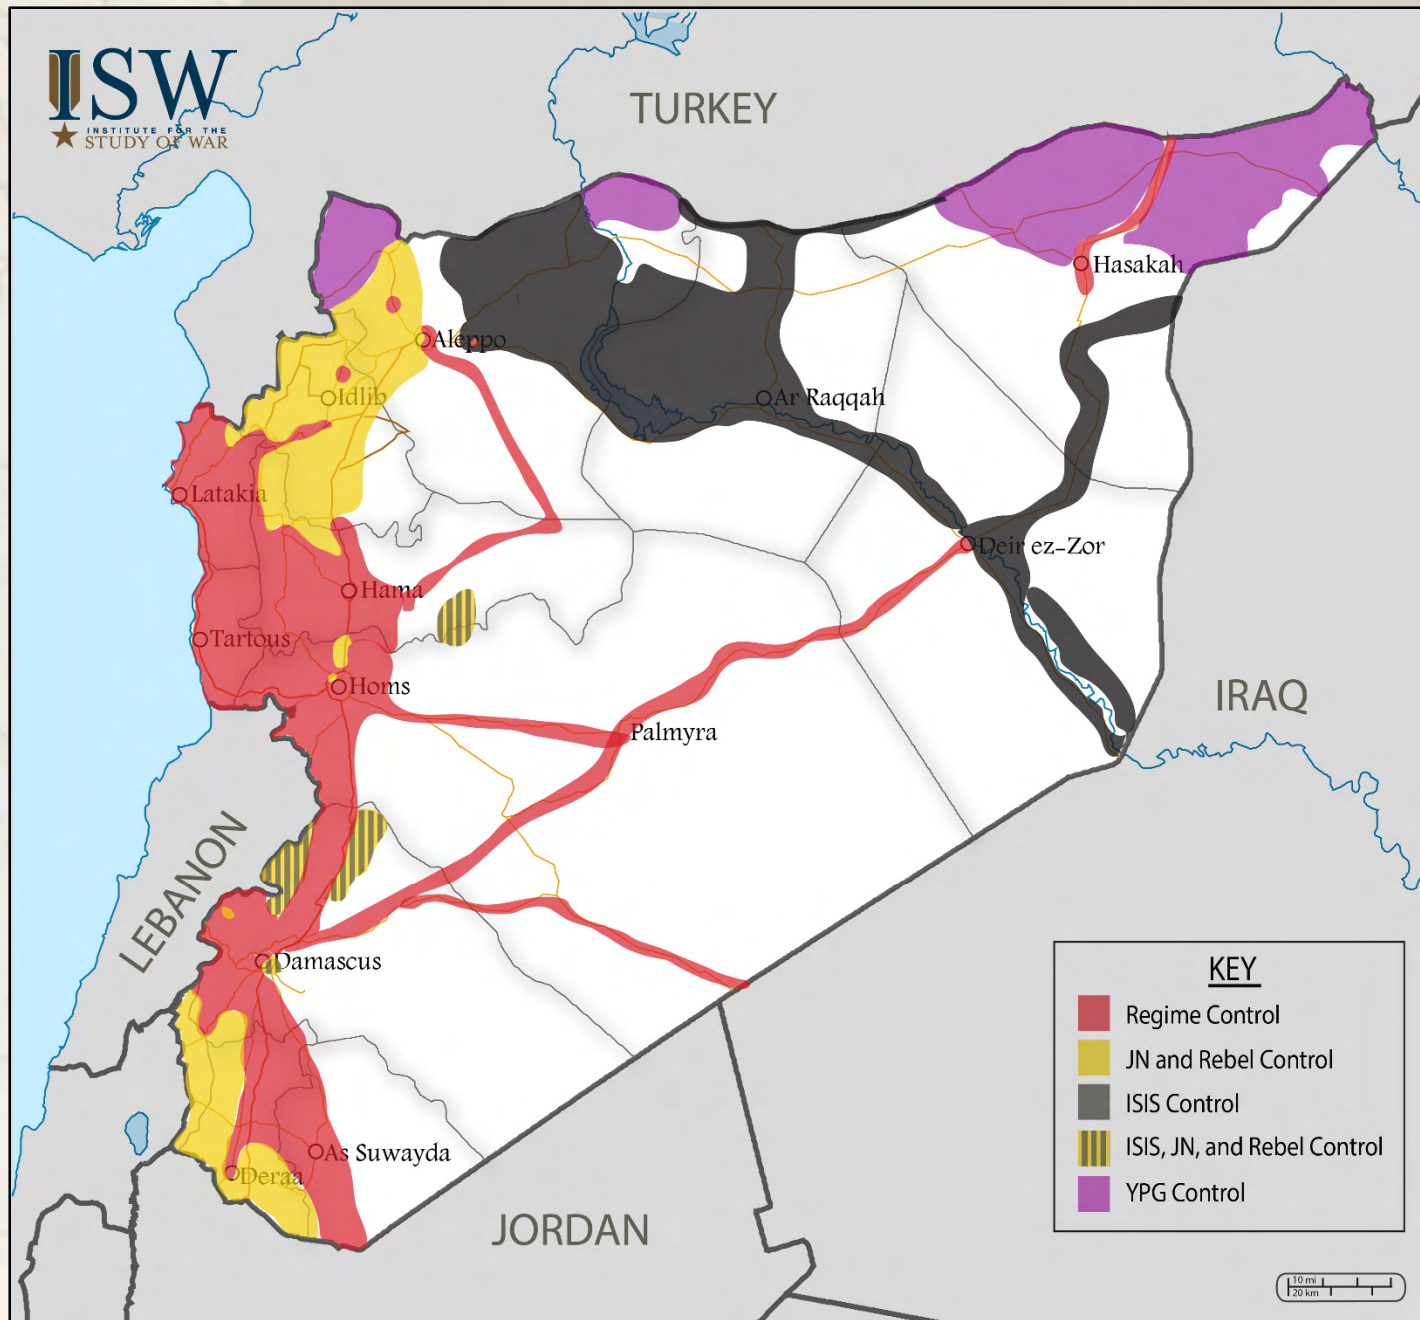 ISW
INSTITUTE FOR THE
STUDY OF WAR
TURKEY
Hasakah
Aleppo
Idlib
Ar Raqqah
Latakia
Deir ez-Zor
Hama
Tartous
Homs
IRAQ
Palmyra
LEBANON
Damascus
As Suwayda
Deraa
JORDAN
KEY
Regime Control
JN and Rebel Control
ISIS Control
ISIS, JN, and Rebel Control
YPG Control
10 mi
20 km